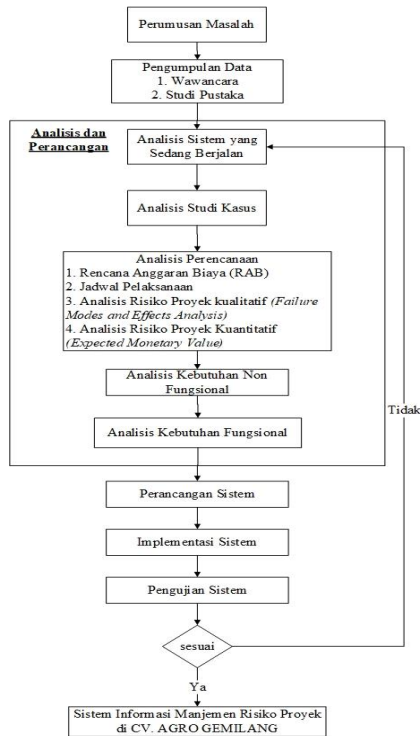 Perumusan Masalah
Pengumpulan Data
1. Wawancara
2. Studi Pustaka
Analisis dan
Perancangan
Analisis Sistem yang
Sedang Berjalan
Analisis Studi Kasus
Analisis Perencanaan
1. Rencana Anggaran Biaya (RAB)
2. Jadwal Pelaksanaan
3. Analisis Risiko Proyek kualitatif (Failure
Modes and Effects Analysis)
4. Analisis Risiko Proyek Kuantitatif
(Expected Monetary Value)
Analisis Kebutuhan Non
Fungsional
Analisis Kebutuhan Fungsional
Tidak
Perancangan Sistem
Implementasi Sistem
Pengujian Sistem
sesuai
Ya
Sistem Informasi Manjemen Risiko Proyek
di CV. AGRO GEMILANG